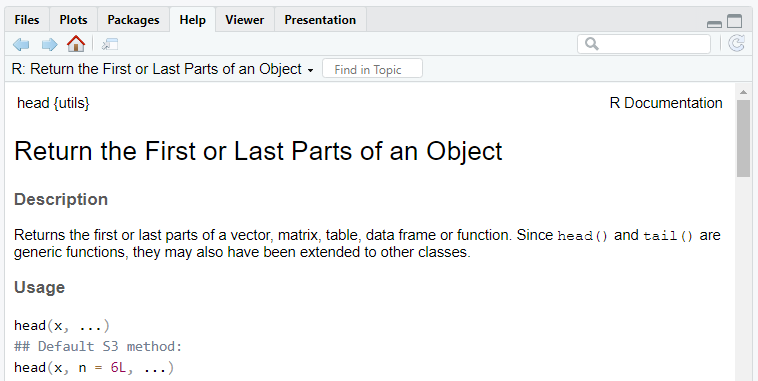 Files Plots Packages Help Viewer Presentation
R: Return the First or Last Parts of an Object Find in Topic
head {utils} R Documentation
Return the First or Last Parts of an Object
Description
Returns the first or last parts of a vector, matrix, table, data frame or function. Since head() and tail() are
generic functions, they may also have been extended to other classes.
Usage
head(x, ...)
## Default S3 method:
head(x, n = 6L, ...)